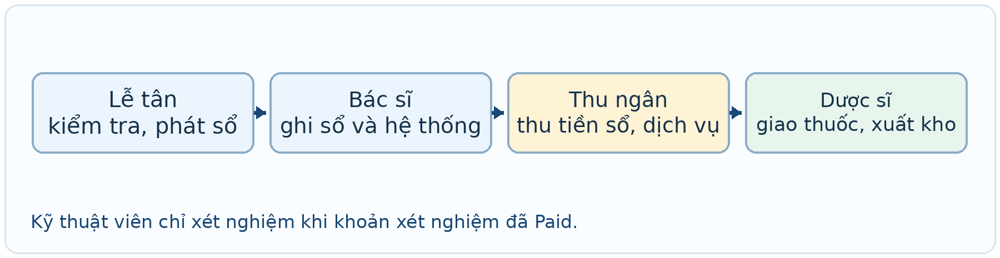 Lễ tân
kiểm tra, phát sổ
Bác sĩ
ghi sổ và hệ thống
Thu ngân
thu tiền sổ, dịch vụ
Dược sĩ
giao thuốc, xuất kho
Kỹ thuật viên chỉ xét nghiệm khi khoản xét nghiệm đã Paid.